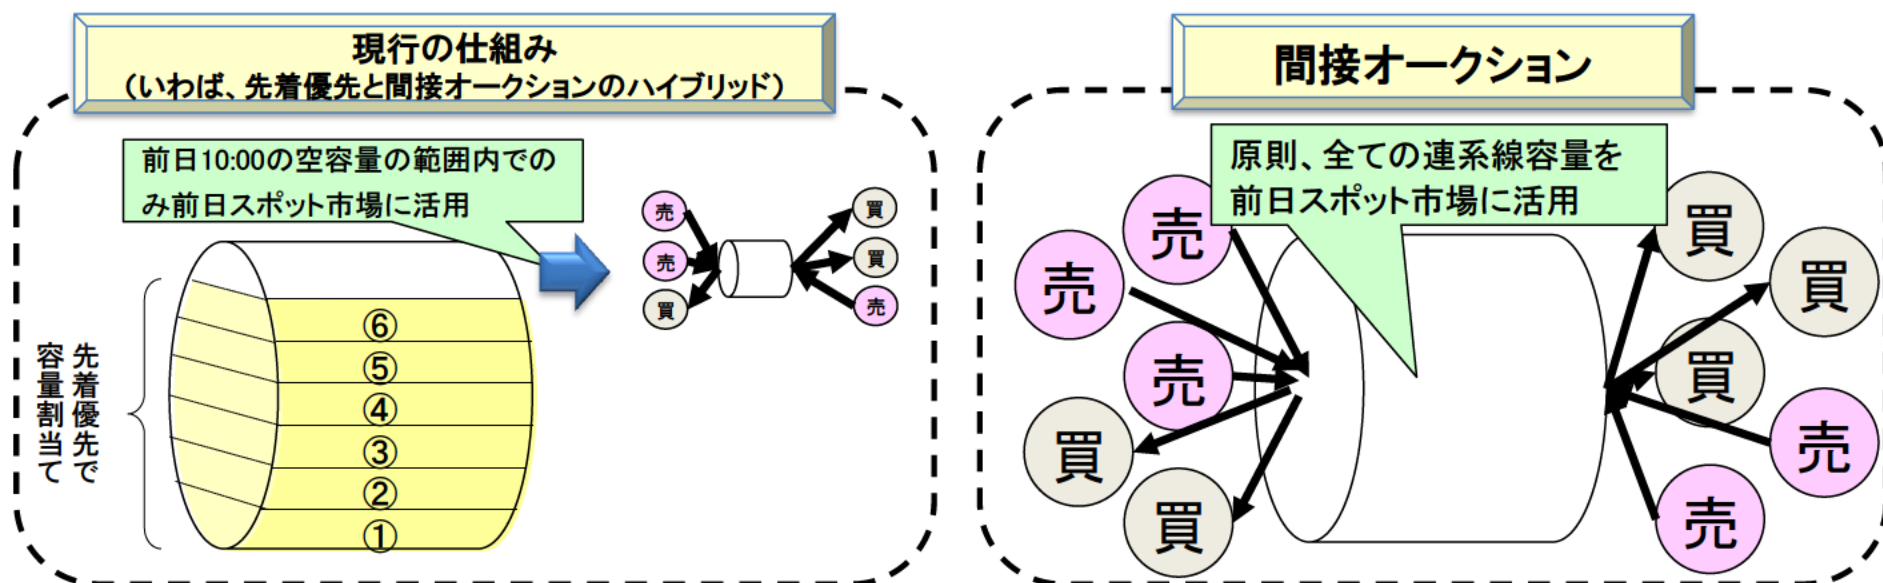 現行の仕組み
（いわば、先着優先と間接オークションのハイブリッド）
前日10:00の空容量の範囲内での
み前日スポット市場に活用
売
売
買
買
買
売
先着優先で
容量割当て
⑥
⑤
④
③
②
①
間接オークション
原則、全ての連系線容量を
前日スポット市場に活用
売
売
売
買
買
買
買
買
売
売